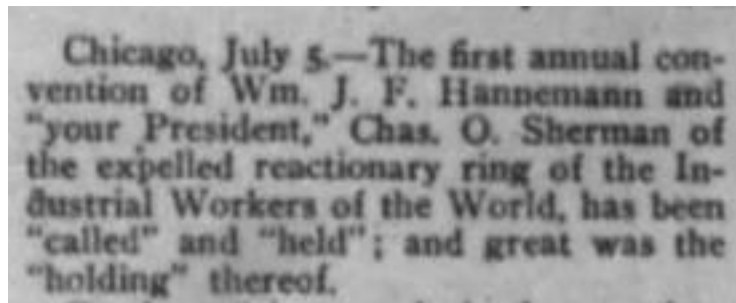 Chicago, July 5.—The first annual con-
vention of Wm. J. F. Hannemann and
"your President," Chas. O. Sherman of
the expelled reactionary ring of the In-
dustrial Workers of the World, has been
"called" and "held"; and great was the
"holding" thereof.